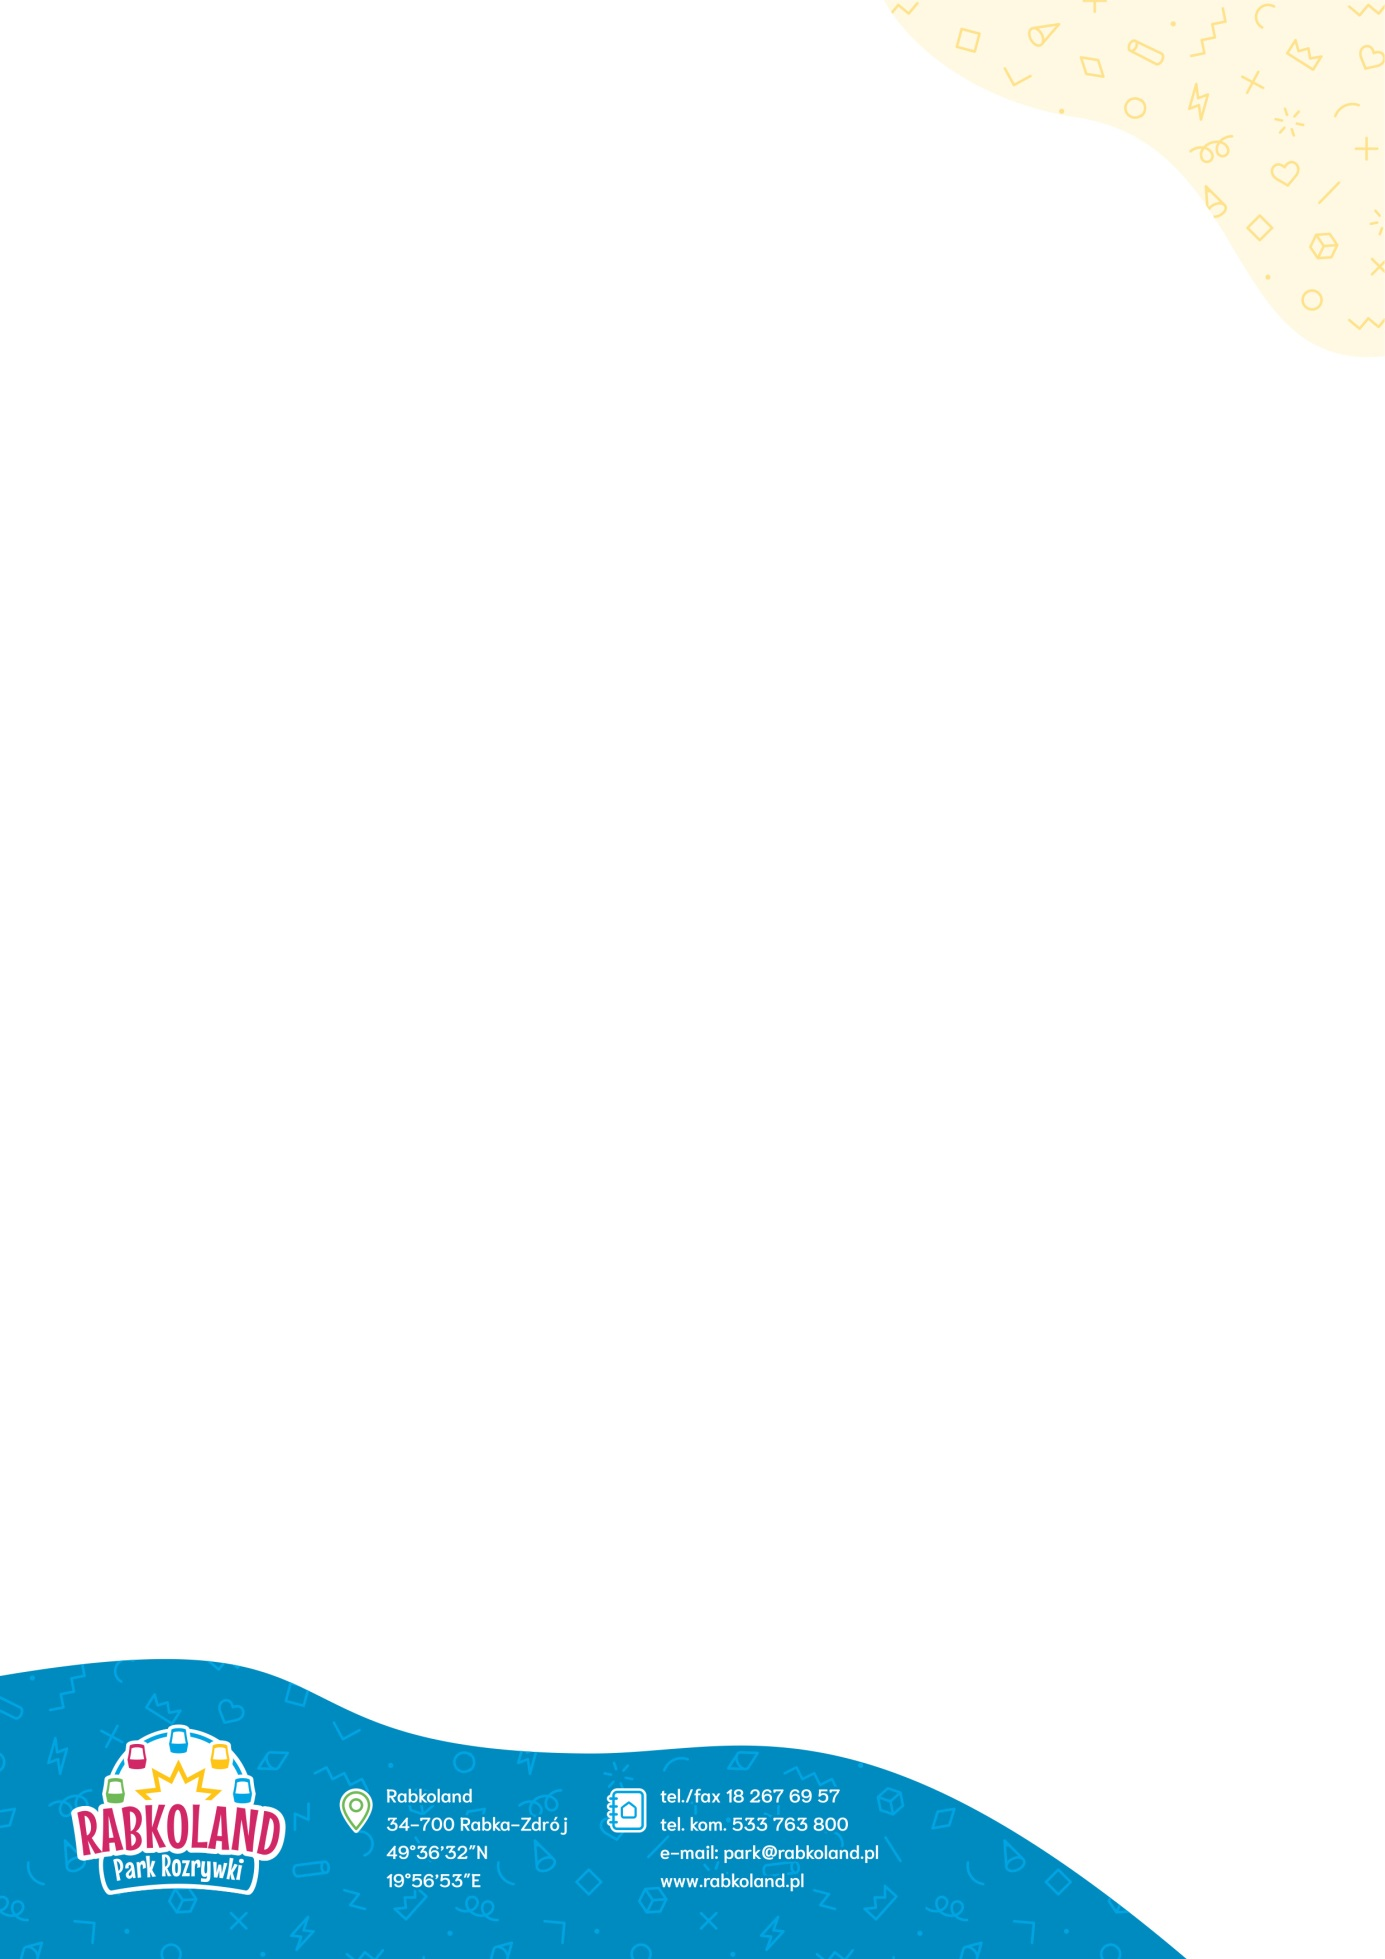 RABKOLAND
Park Rozrywki
Rabkoland
34-700 Rabka-Zdrój
49°36'32"N
19°56'53"E
tel./fax 18 267 69 57
tel. kom. 533 763 800
e-mail: park@rabkoland.pl
www.rabkoland.pl